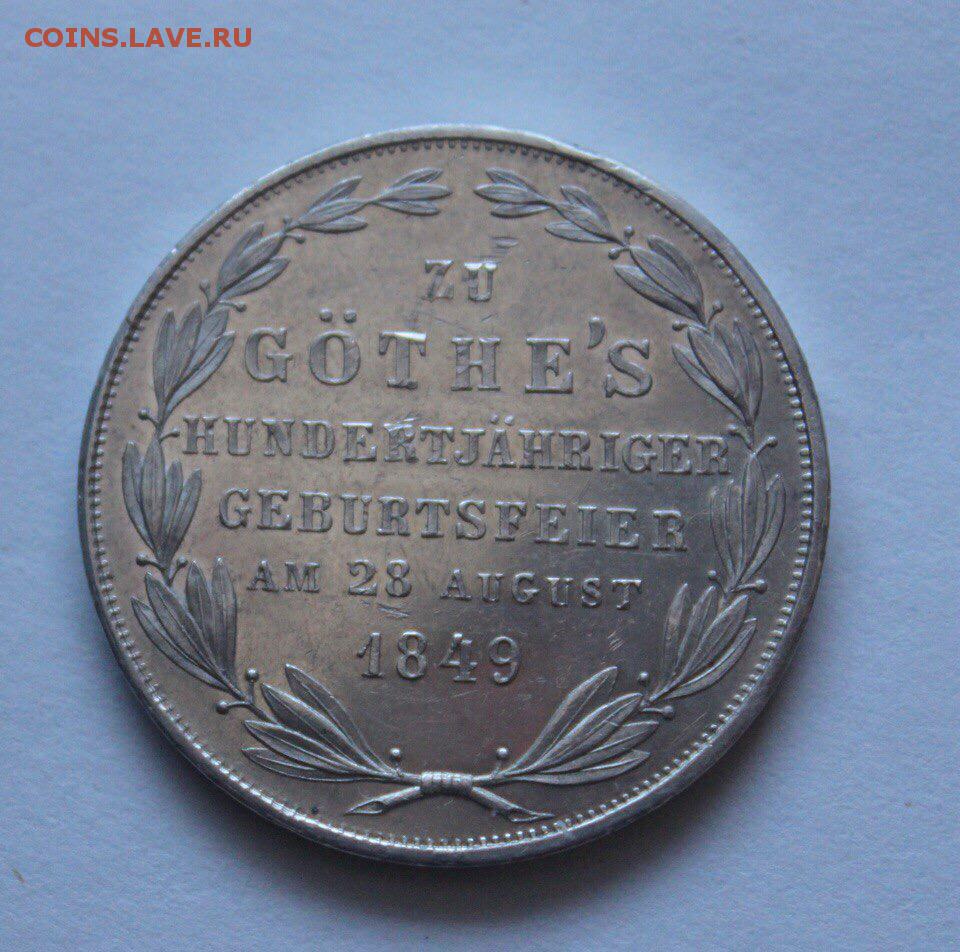 COINS.LAVE.RU
ZU
GÖTHE'S
HUNDERTJÄHRIGER
GEBURTSFEIER
AM 28 AUGUST
1849